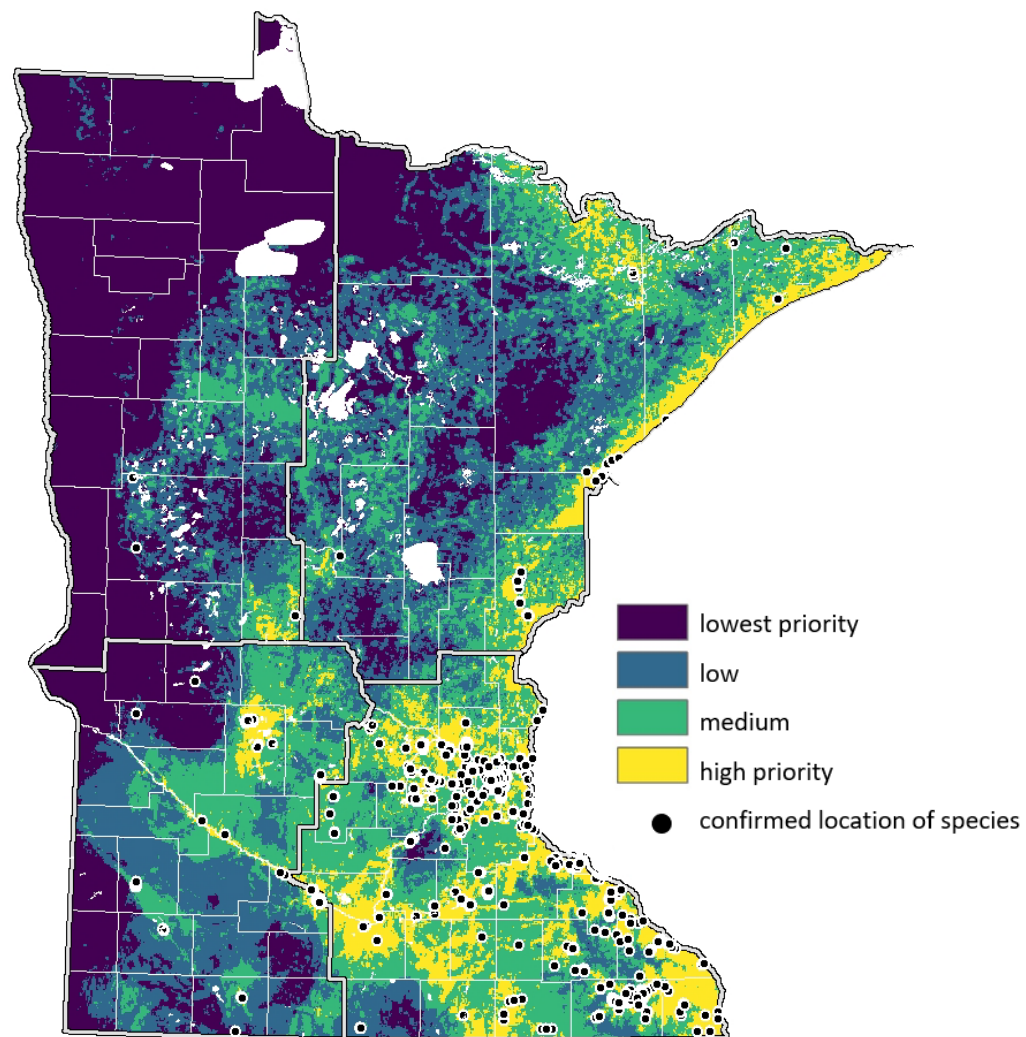 lowest priority
low
medium
high priority
confirmed location of species